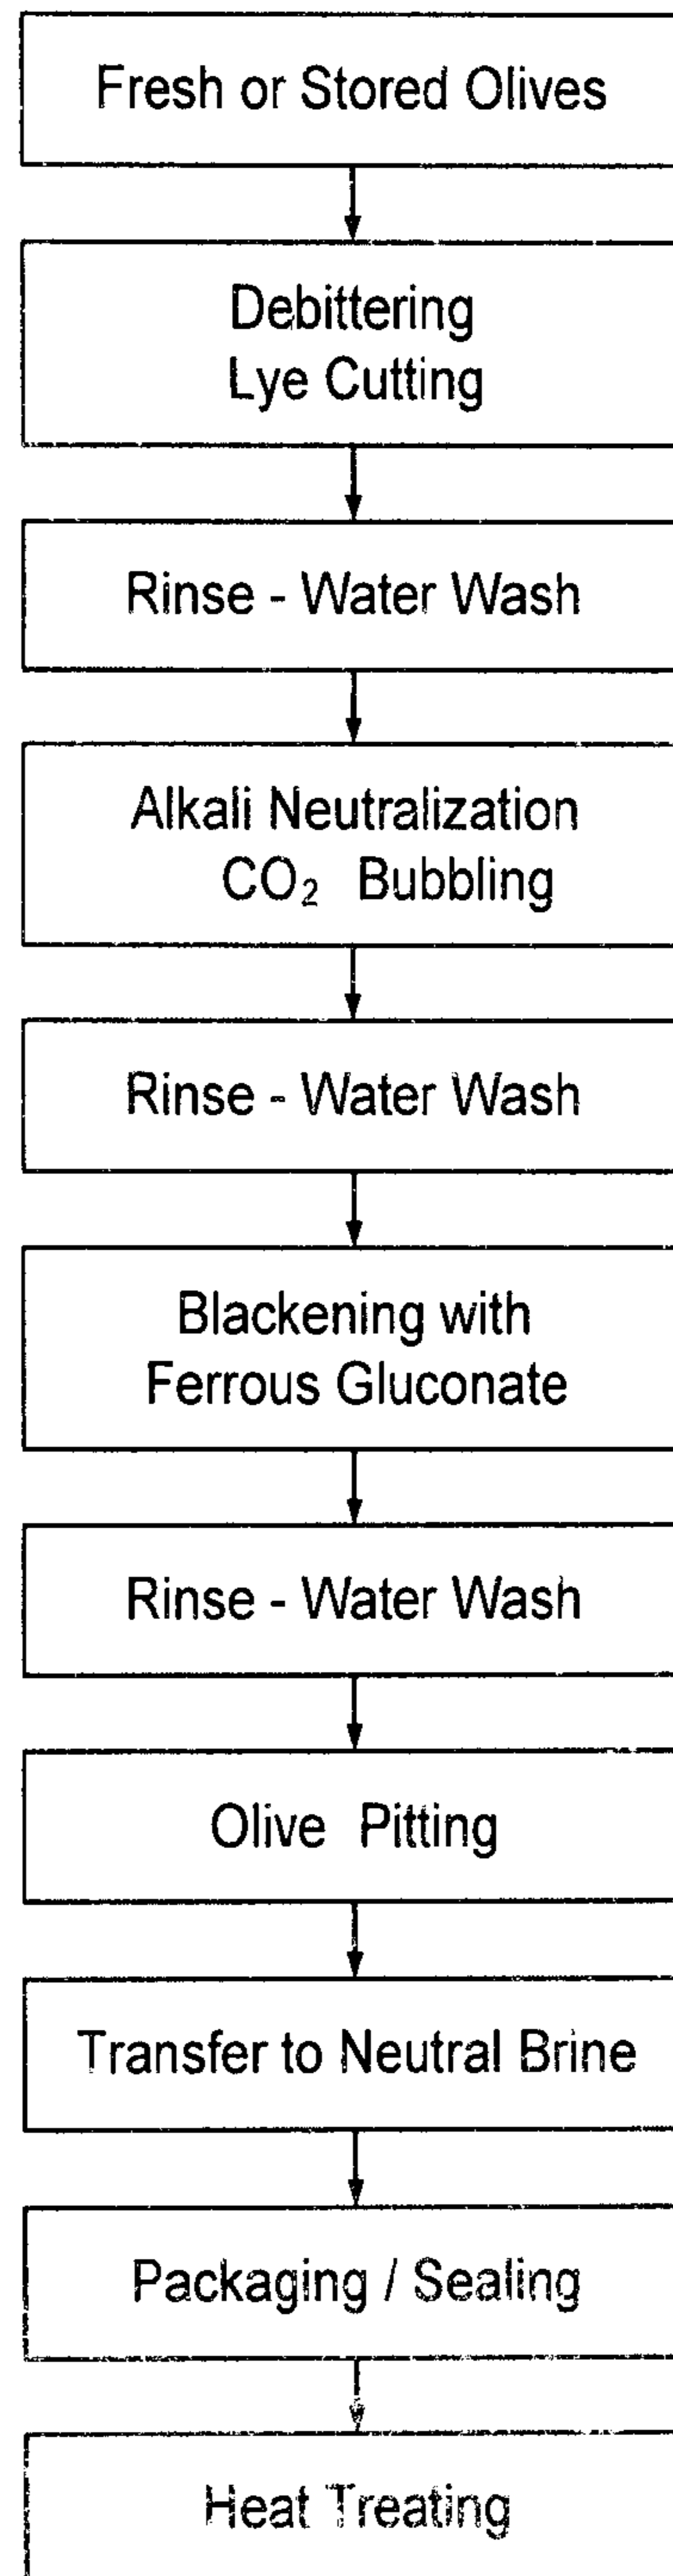 Fresh or Stored Olives
Debittering
Lye Cutting
Rinse - Water Wash
Alkali Neutralization
CO₂ Bubbling
Rinse - Water Wash
Blackening with
Ferrous Gluconate
Rinse - Water Wash
Olive Pitting
Transfer to Neutral Brine
Packaging / Sealing
Heat Treating